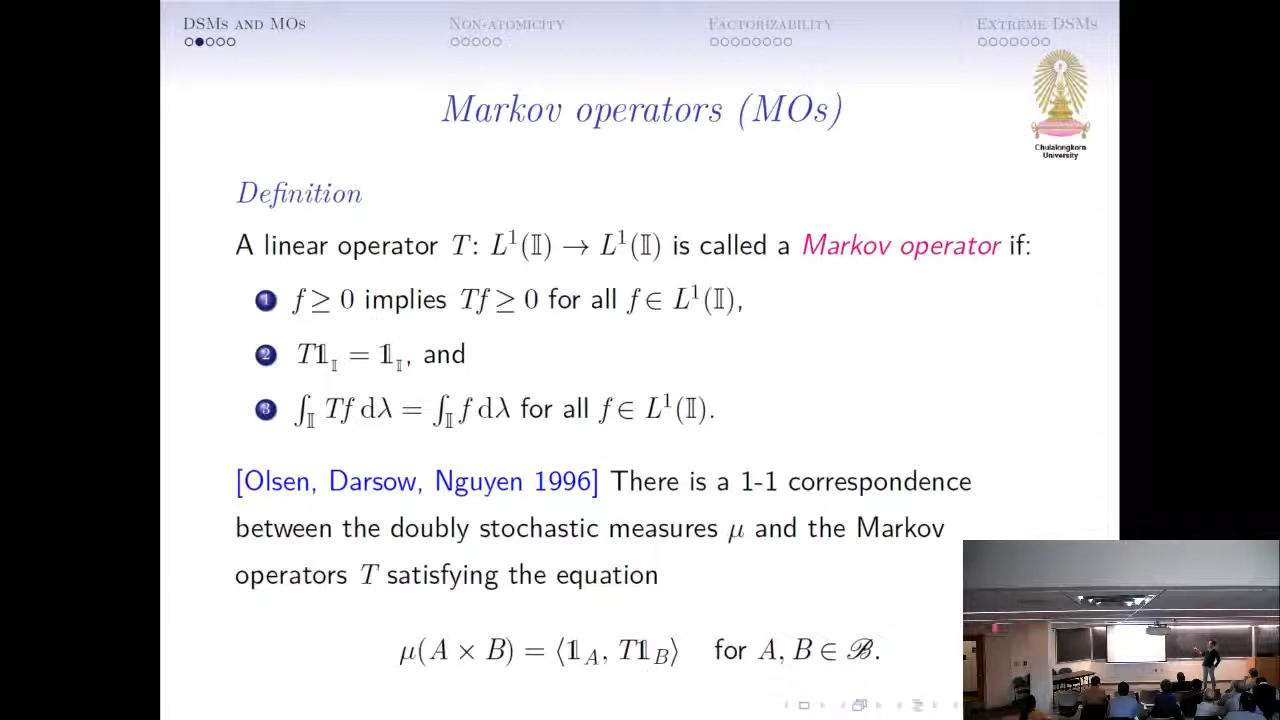 DSMs and MOs Non-atomicity Factorizability Extreme DSMs
Markov operators (MOs)
Chulalongkorn
University
Definition
A linear operator T: L¹(𝕀) → L¹(𝕀) is called a Markov operator if:
1 f ≥ 0 implies Tf ≥ 0 for all f ∈ L¹(𝕀),
2 T𝟙_𝕀 = 𝟙_𝕀, and
3 ∫_𝕀 Tf dλ = ∫_𝕀 f dλ for all f ∈ L¹(𝕀).
[Olsen, Darsow, Nguyen 1996] There is a 1-1 correspondence
between the doubly stochastic measures μ and the Markov
operators T satisfying the equation
μ(A × B) = ⟨𝟙_A, T𝟙_B⟩ for A, B ∈ ℬ.